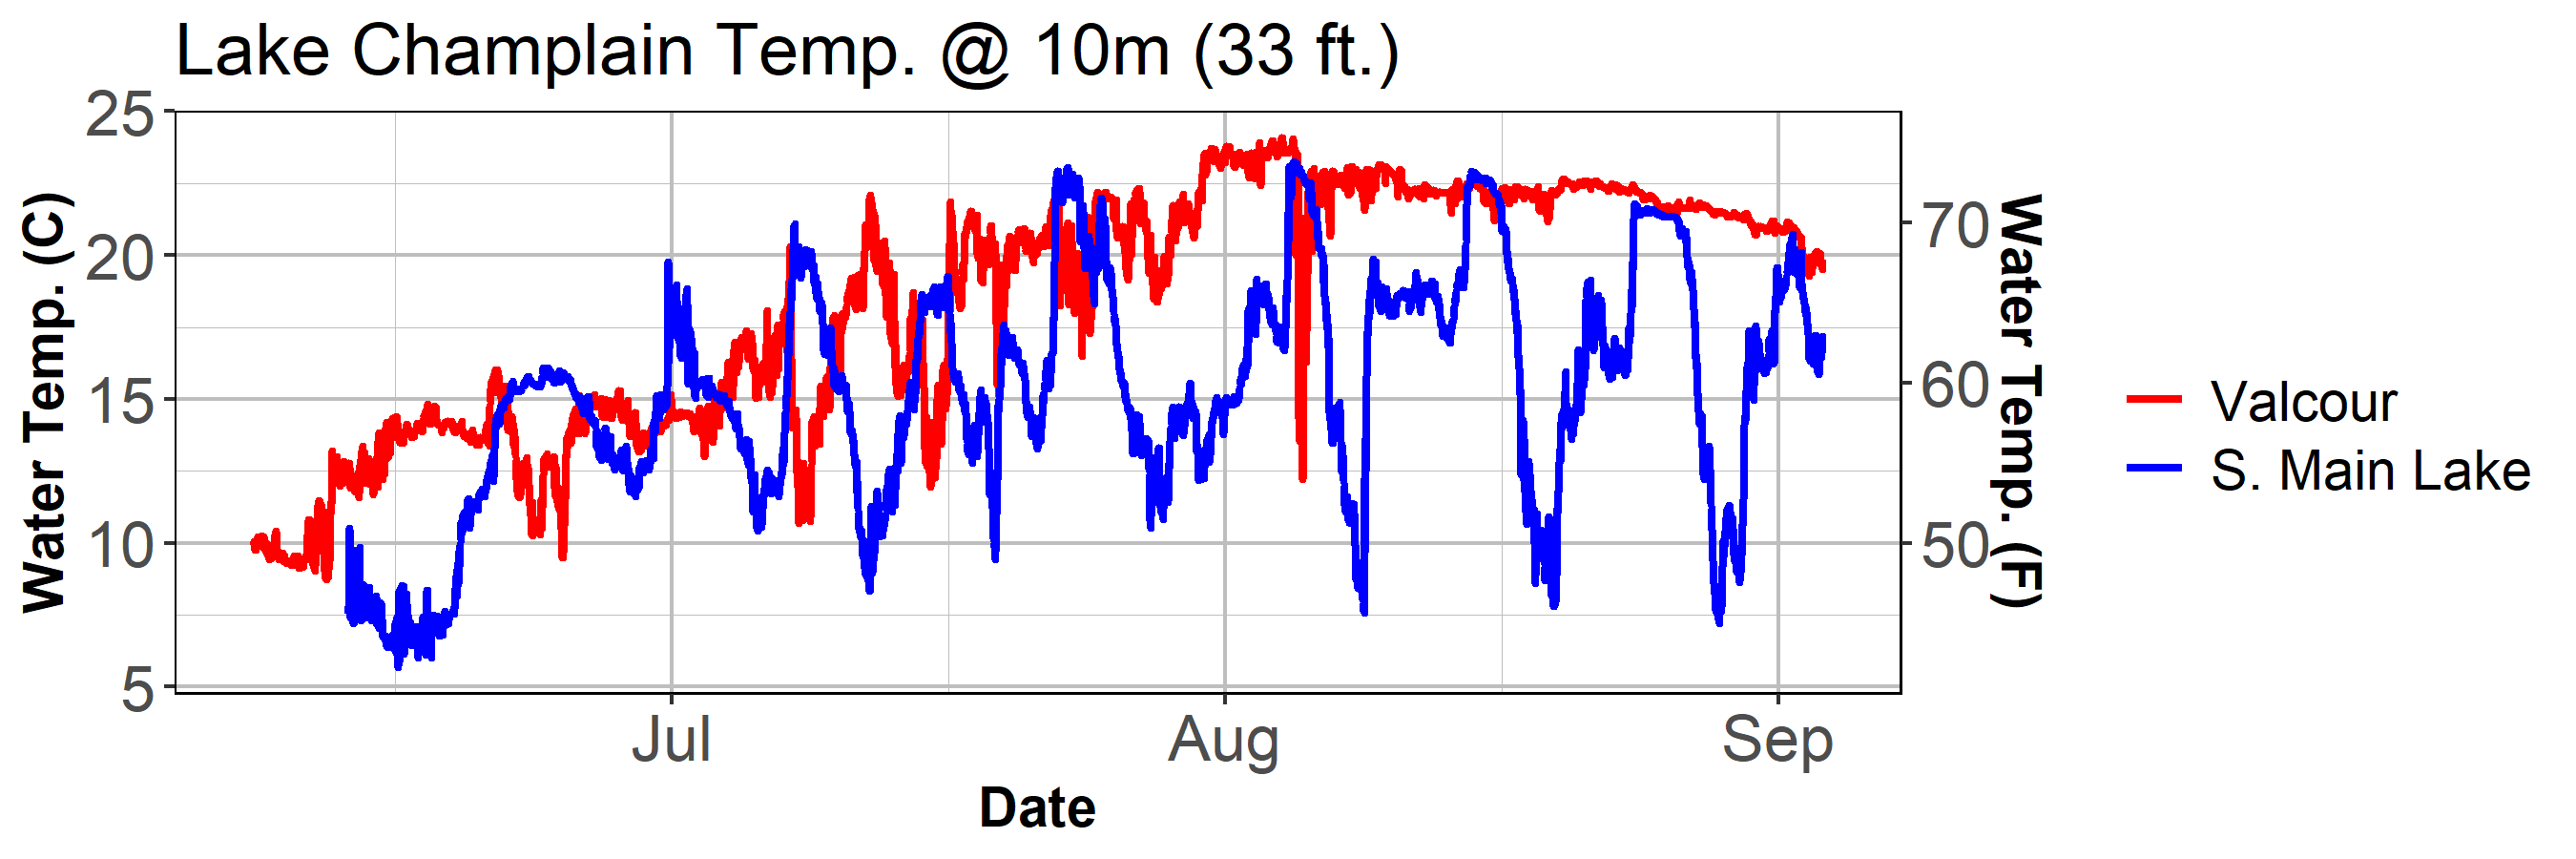 Lake Champlain Temp. @ 10m (33 ft.)
25
20
15
10
5
Water Temp. (C)
70
60
50
Water Temp. (F)
Jul
Aug
Sep
Date
Valcour
S. Main Lake